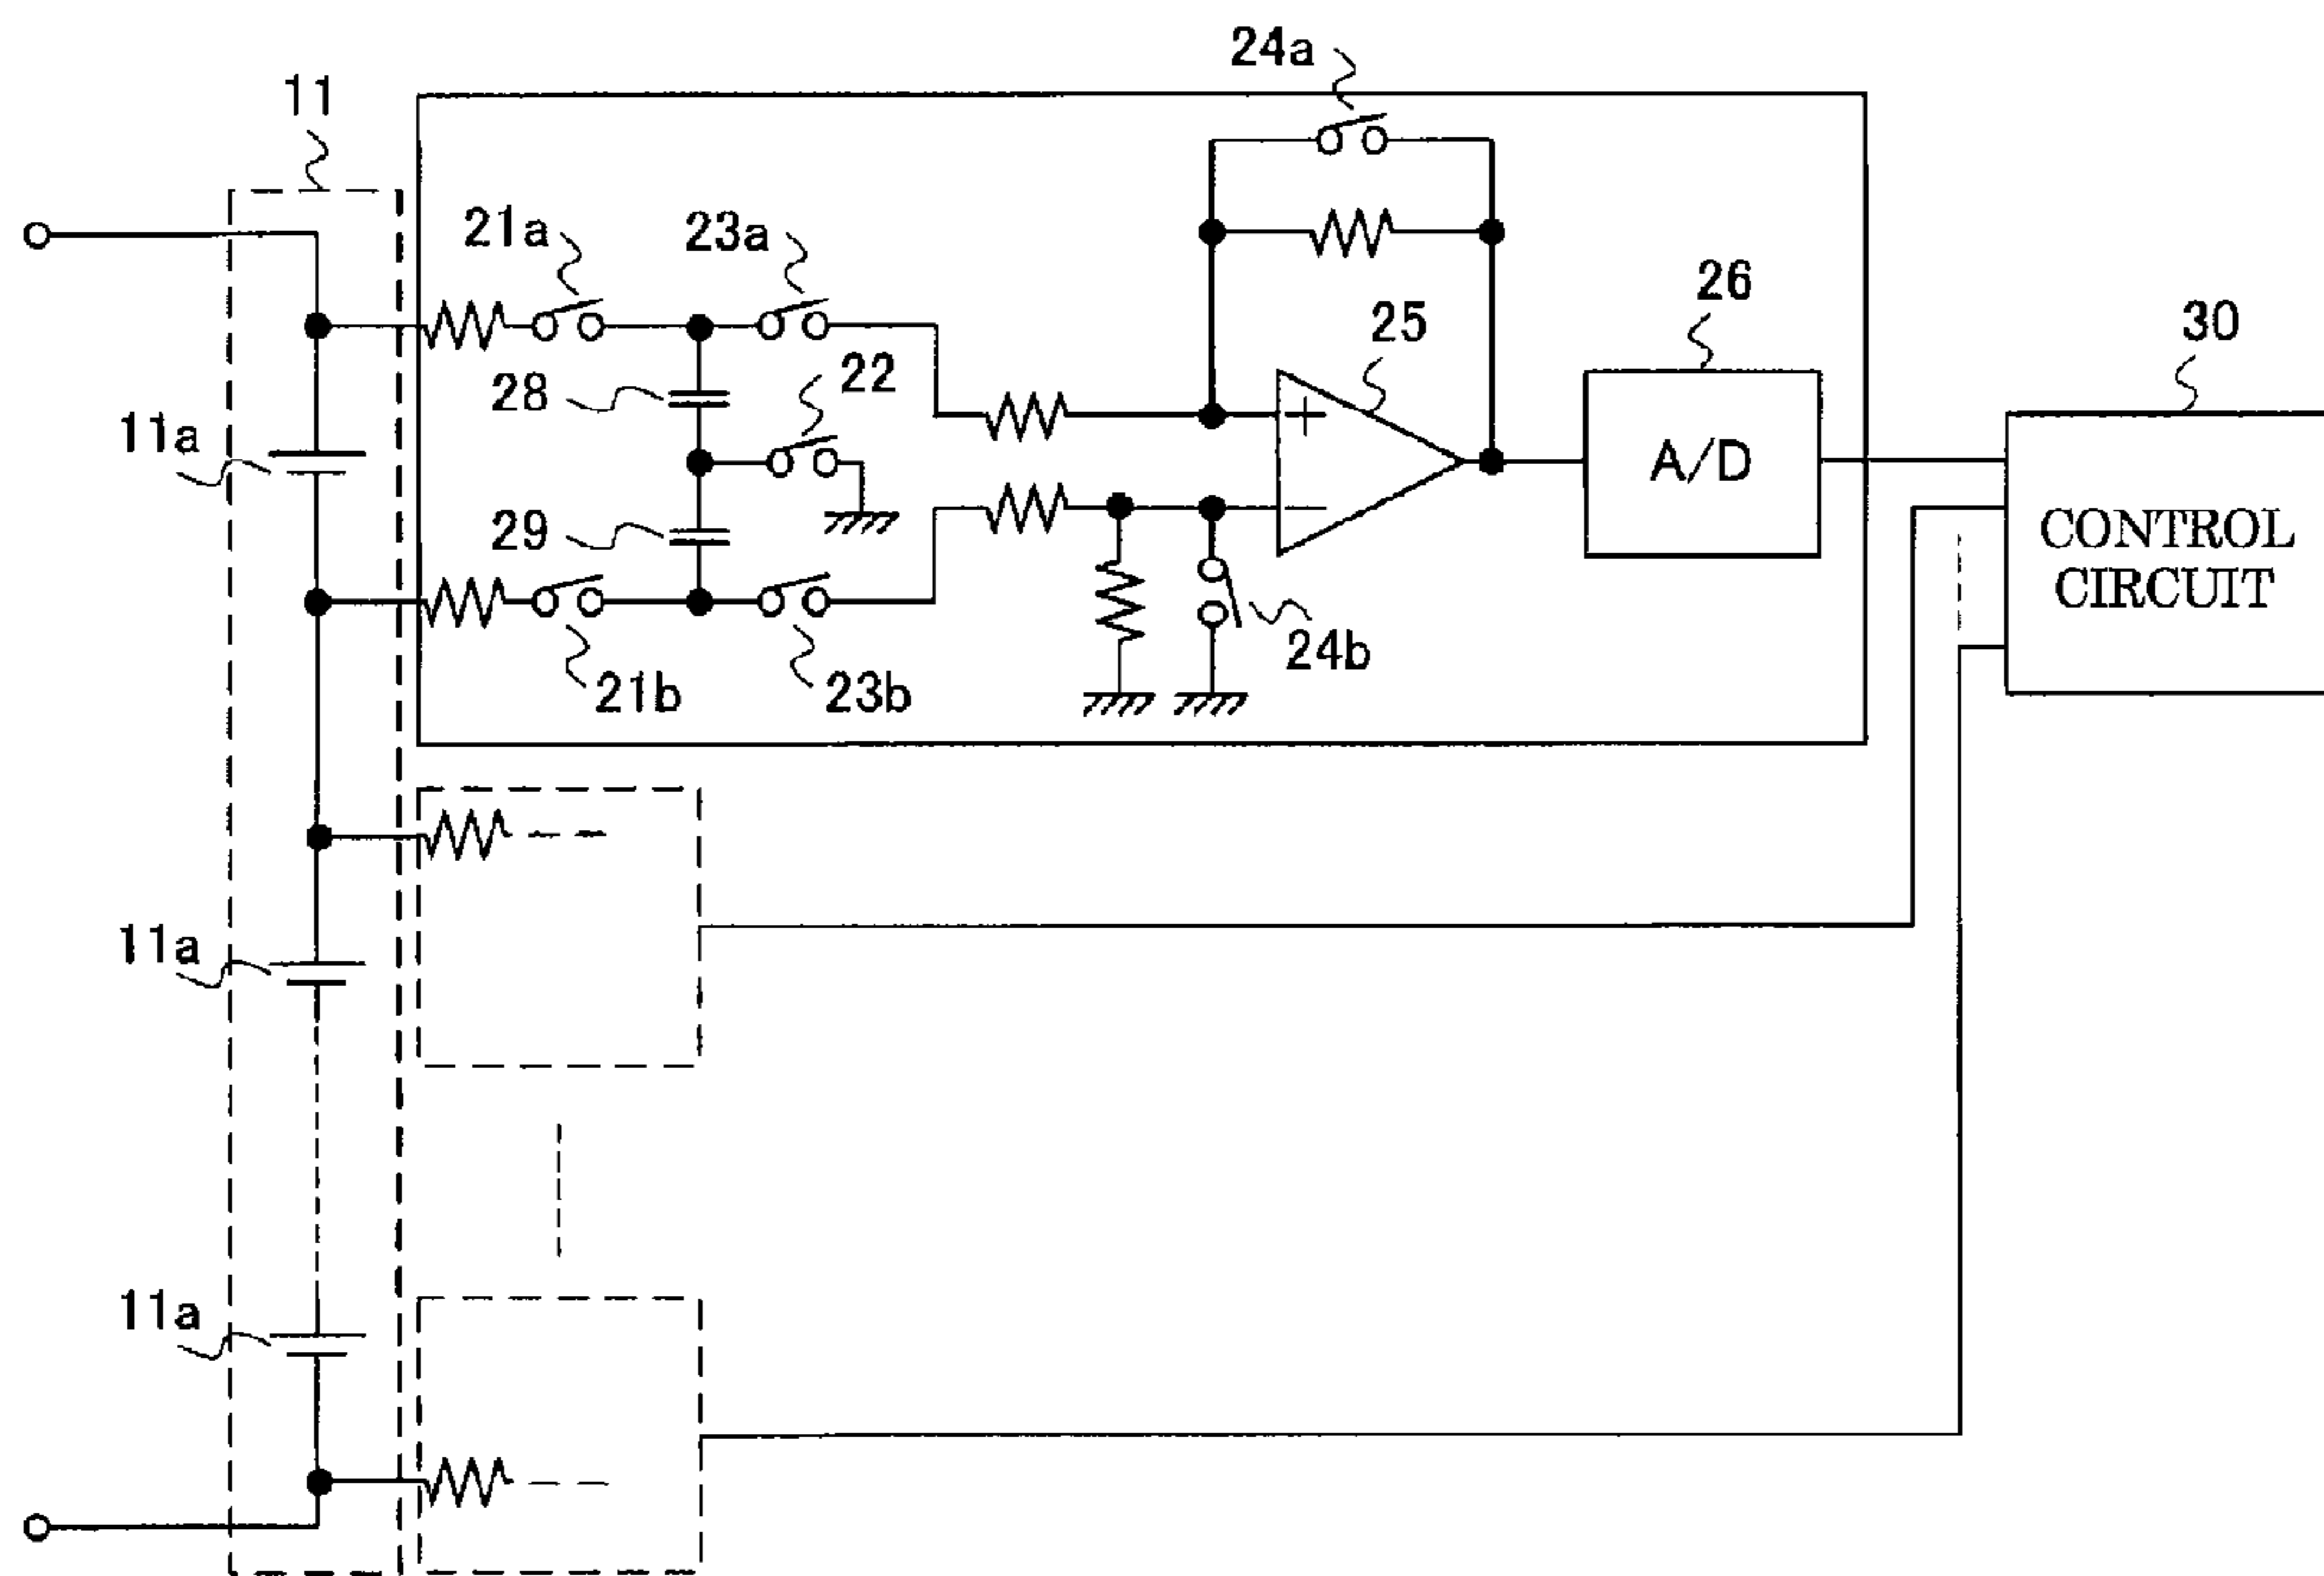 24a
11
21a
23a
26
25
30
22
28
11a
A/D
+
−
CONTROL
CIRCUIT
29
24b
21b
23b
11a
11a